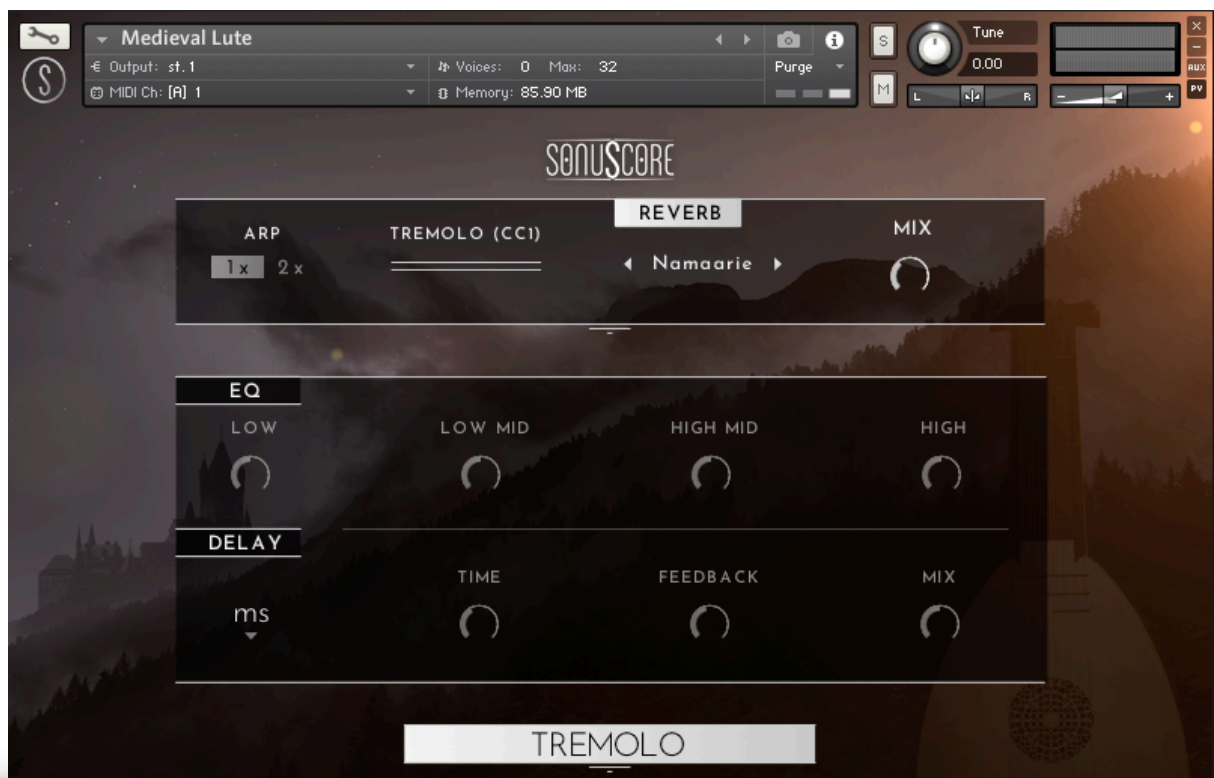 Medieval Lute
Output: st.1
Voices: 0 Max: 32
Purge
MIDI Ch: [A] 1
Memory: 85.90 MB
S
M
Tune
0.00
L R
- +
×
-
AUX
PV
SONUSCORE
ARP
1x 2x
TREMOLO (CC1)
REVERB
Namaarie
MIX
EQ
LOW LOW MID HIGH MID HIGH
DELAY
ms
TIME FEEDBACK MIX
TREMOLO